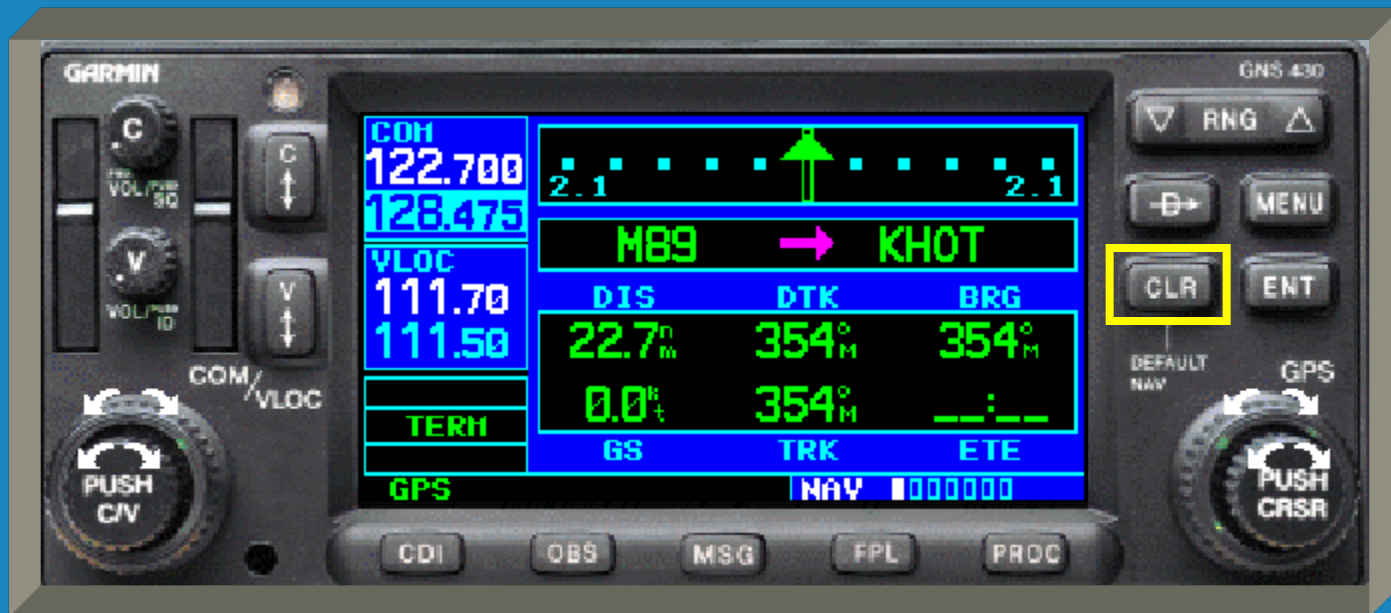 GARMIN
GNS 430
C
PWR
VOL/PUSH
SQ
C
V
VOL/PUSH
ID
V
COM/VLOC
PUSH
C/V
COM
122.700
128.475
VLOC
111.70
111.50
TERM
GPS
2.1 2.1
M89 KHOT
DIS DTK BRG
22.7nm 354°M 354°M
0.0kt 354°M __:__
GS TRK ETE
NAV
RNG
D MENU
CLR ENT
DEFAULT
NAV
GPS
PUSH
CRSR
CDI OBS MSG FPL PROC